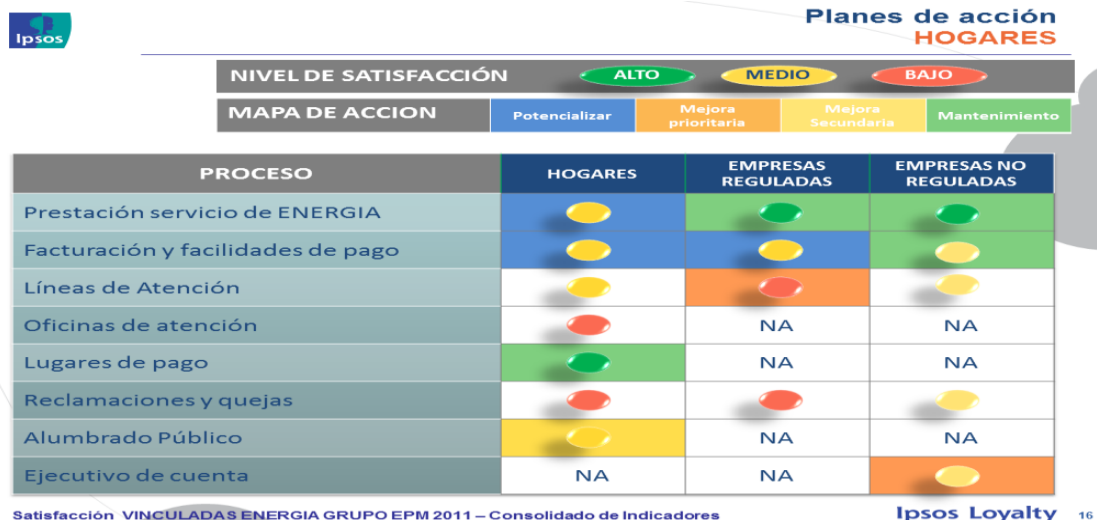 Ipsos
Planes de acción
HOGARES
NIVEL DE SATISFACCIÓN ALTO MEDIO BAJO
MAPA DE ACCION Potencializar Mejora prioritaria Mejora Secundaria Mantenimiento
PROCESO HOGARES EMPRESAS REGULADAS EMPRESAS NO REGULADAS
Prestación servicio de ENERGIA
Facturación y facilidades de pago
Líneas de Atención
Oficinas de atención NA NA
Lugares de pago NA NA
Reclamaciones y quejas
Alumbrado Público NA NA
Ejecutivo de cuenta NA NA
Satisfacción VINCULADAS ENERGIA GRUPO EPM 2011 – Consolidado de Indicadores Ipsos Loyalty 16